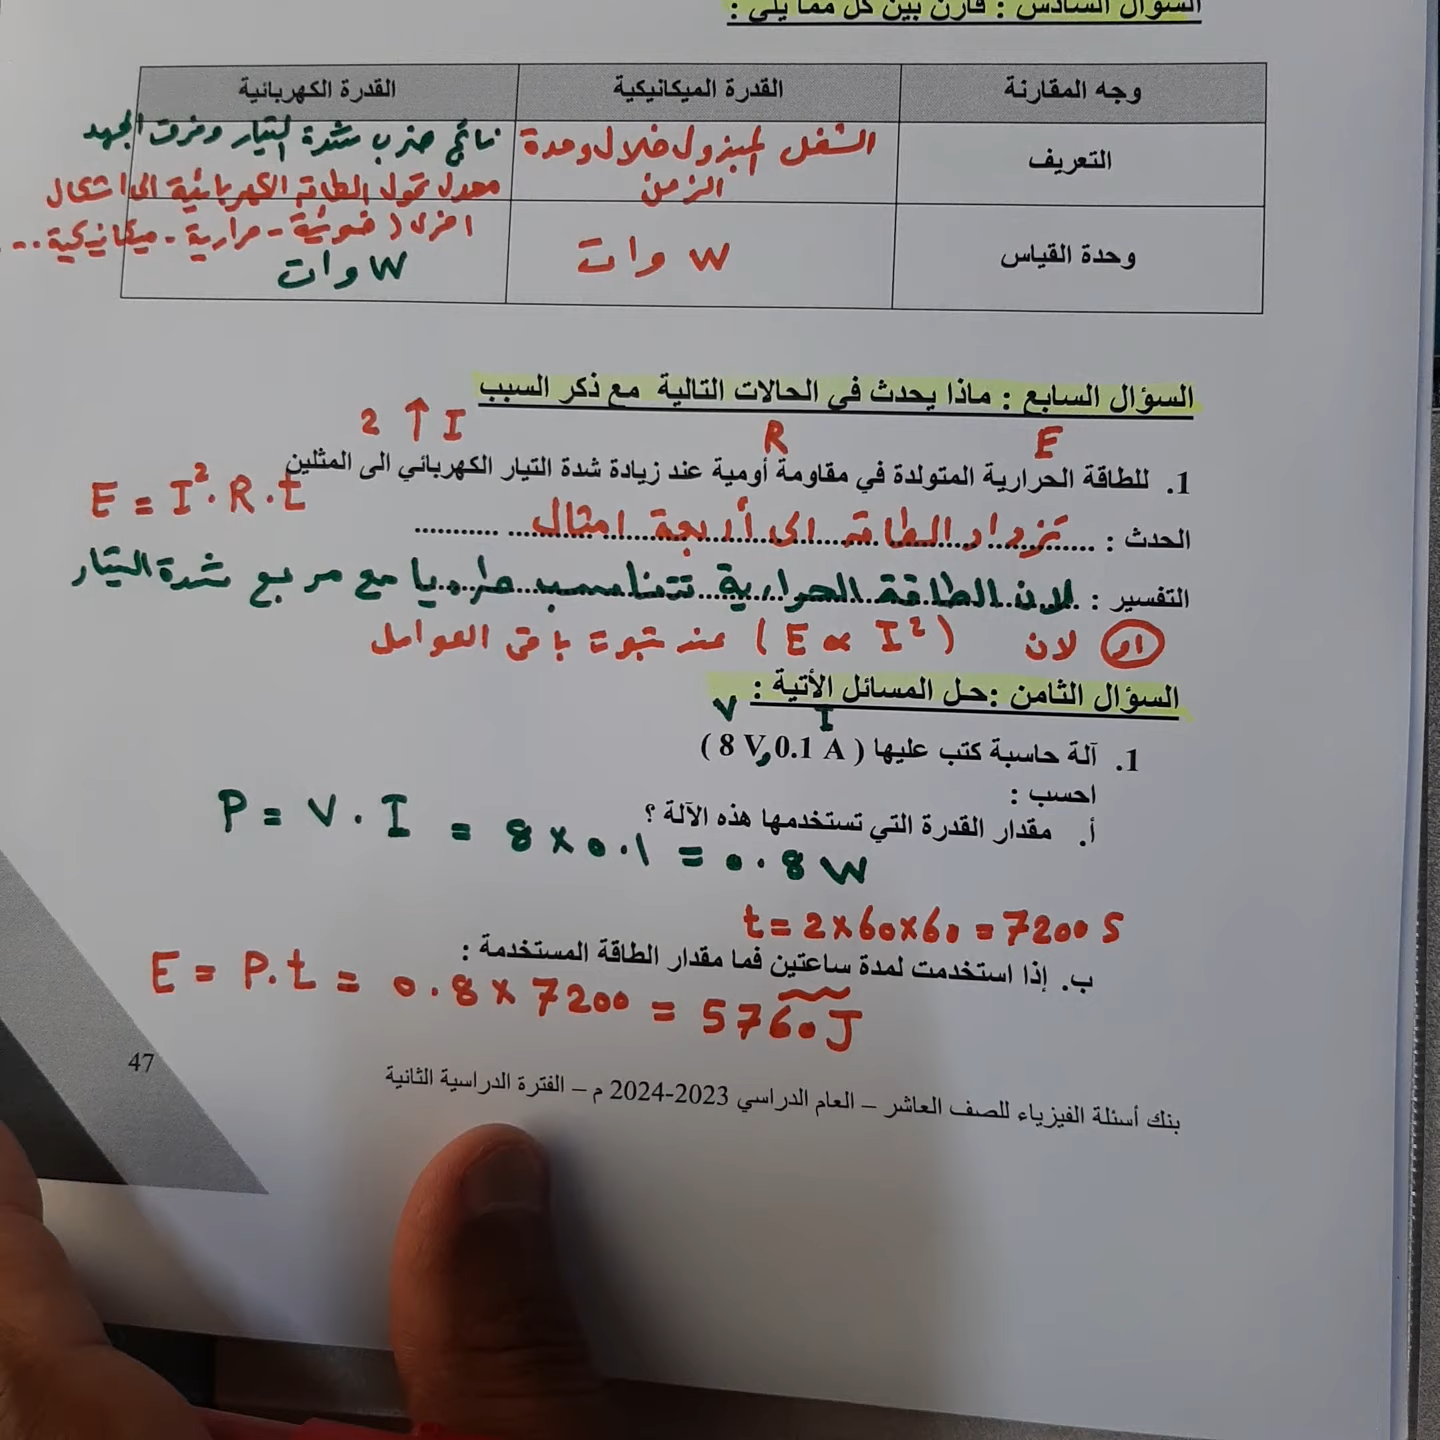 السؤال السادس : قارن بين كل مما يلي :
وجه المقارنة القدرة الميكانيكية القدرة الكهربائية
التعريف الشغل المبذول خلال وحدة الزمن ناتج ضرب شدة التيار وفرق الجهد
معدل تحول الطاقة الكهربائية الى اشكال
اخرى ( ضوئية - حرارية - ميكانيكية ...
وحدة القياس W وات W وات
السؤال السابع : ماذا يحدث في الحالات التالية مع ذكر السبب
E R I ↑ 2
1. للطاقة الحرارية المتولدة في مقاومة أومية عند زيادة شدة التيار الكهربائي الى المثلين
E = I².R.t
الحدث : تزداد الطاقة الى أربعة امثال
التفسير : لان الطاقة الحرارية تتناسب طرديا مع مربع شدة التيار
او لان ( E ∝ I² ) عند ثبوت باقي العوامل
السؤال الثامن :حل المسائل الأتية :
V I
1. آلة حاسبة كتب عليها ( 8 V, 0.1 A )
احسب :
أ. مقدار القدرة التي تستخدمها هذه الآلة ؟
P = V . I = 8 x 0.1 = 0.8 W
t = 2x60x60 = 7200 S
ب. إذا استخدمت لمدة ساعتين فما مقدار الطاقة المستخدمة :
E = P.t = 0.8 x 7200 = 5760 J
47
بنك أسئلة الفيزياء للصف العاشر – العام الدراسي 2023-2024 م – الفترة الدراسية الثانية